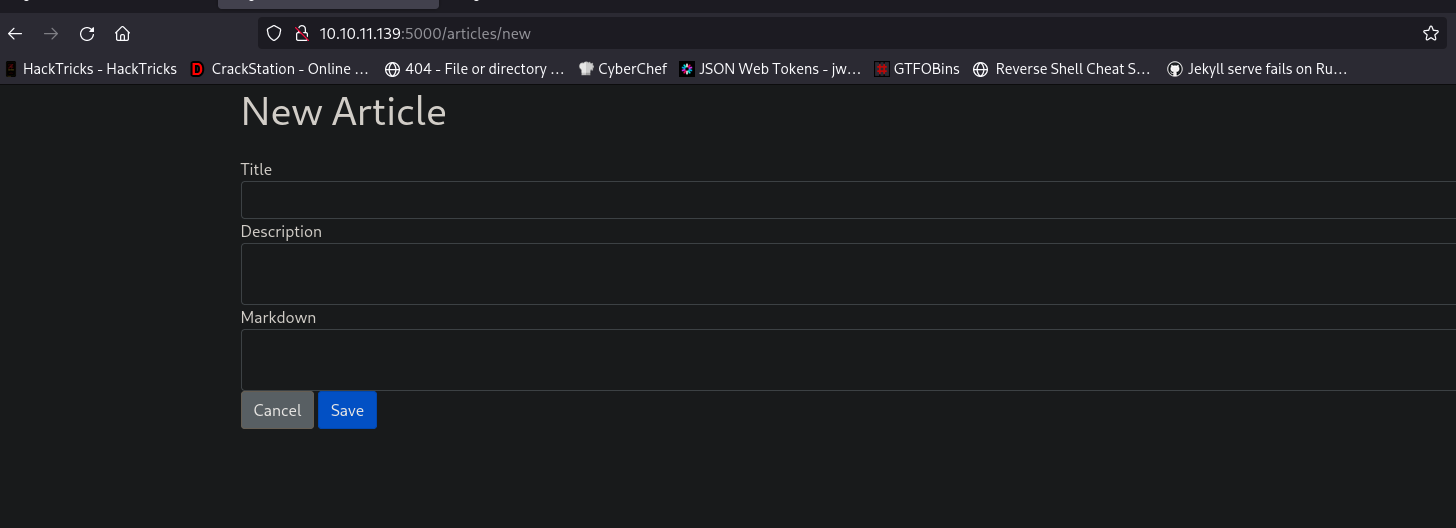 10.10.11.139:5000/articles/new
HackTricks - HackTricks CrackStation - Online ... 404 - File or directory ... CyberChef JSON Web Tokens - jw... GTFOBins Reverse Shell Cheat S... Jekyll serve fails on Ru...
New Article
Title
Description
Markdown
Cancel Save